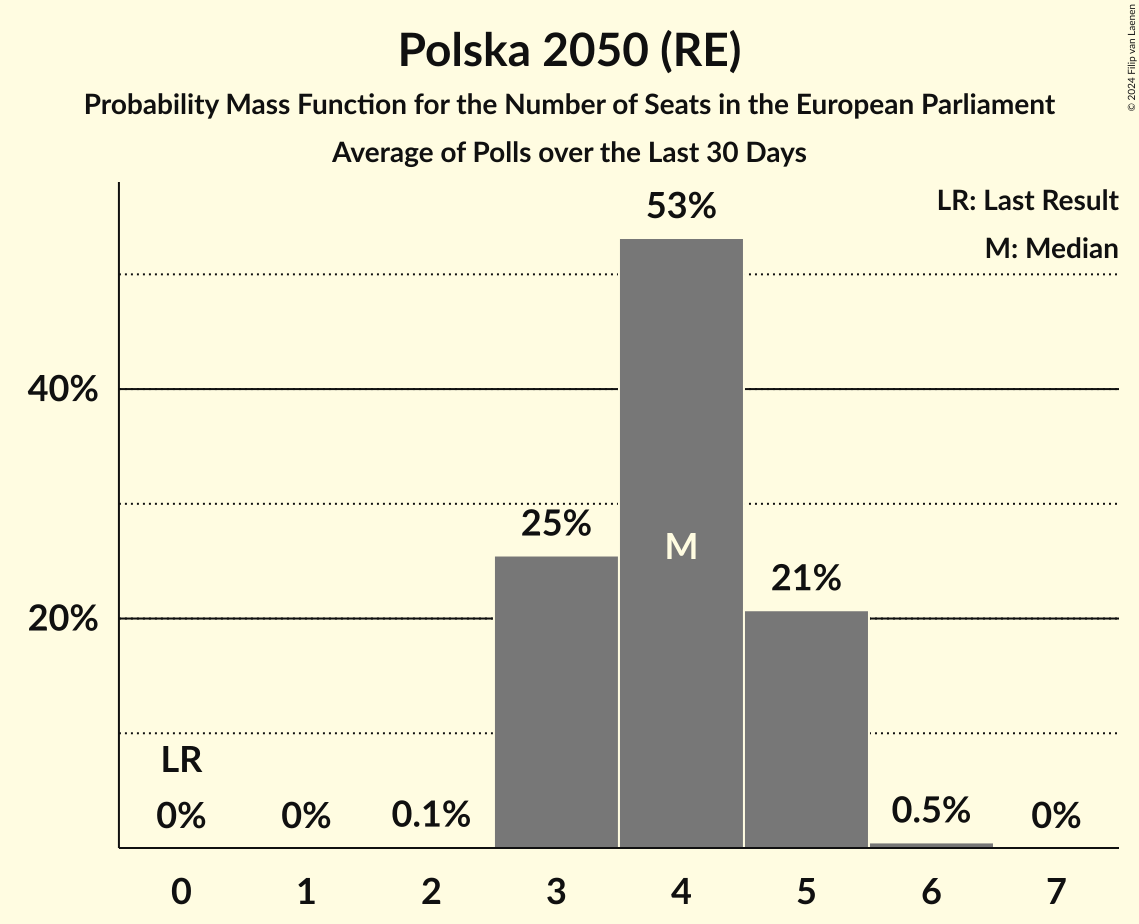 Polska 2050 (RE)
Probability Mass Function for the Number of Seats in the European Parliament
Average of Polls over the Last 30 Days
© 2024 Filip van Laenen
LR: Last Result
M: Median
53%
40%
25%
M
21%
20%
LR
0%
0%
0.1%
0.5%
0%
0
1
2
3
4
5
6
7